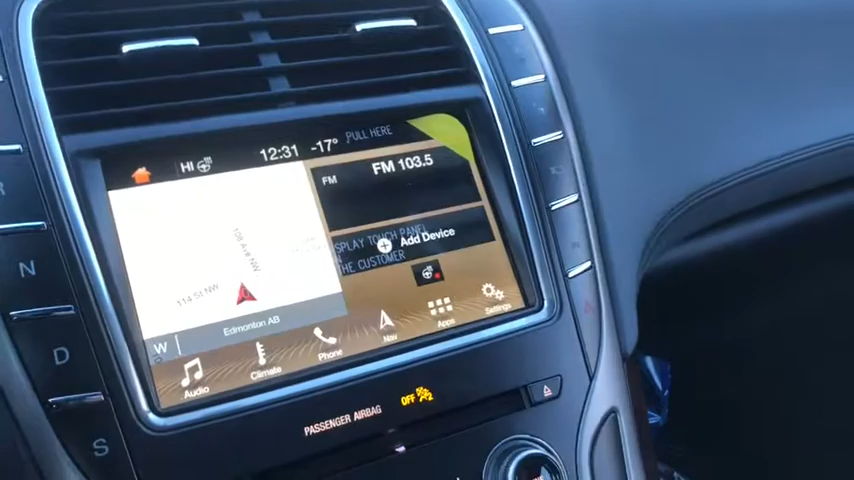 PULL HERE
HI
12:31
-17°
FM
FM 103.5
SPLAY TOUCH PANEL
Add Device
THE CUSTOMER
108 Ave NW
114 St NW
Edmonton AB
W
Audio
Climate
Phone
Nav
Apps
Settings
R
N
D
S
PASSENGER AIRBAG
OFF